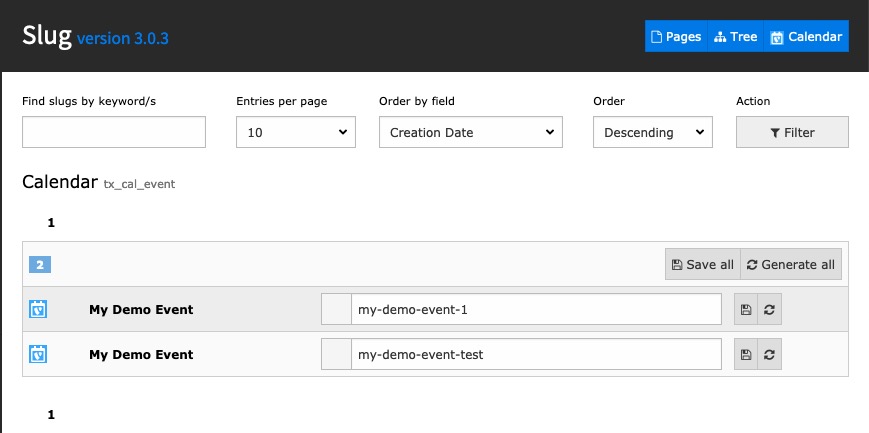 Slug version 3.0.3
Pages Tree Calendar
Find slugs by keyword/s Entries per page Order by field Order Action
10 Creation Date Descending Filter
Calendar tx_cal_event
1
2 Save all Generate all
My Demo Event my-demo-event-1
My Demo Event my-demo-event-test
1